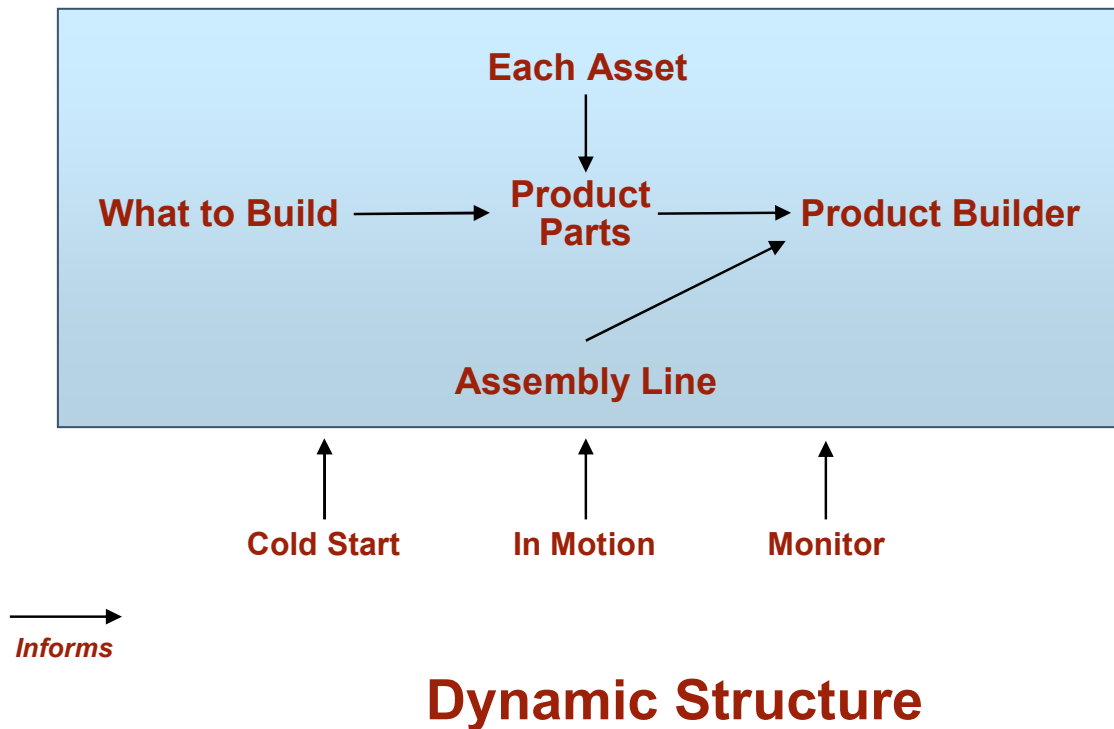 Each Asset
What to Build
Product
Parts
Product Builder
Assembly Line
Cold Start
In Motion
Monitor
Informs
Dynamic Structure